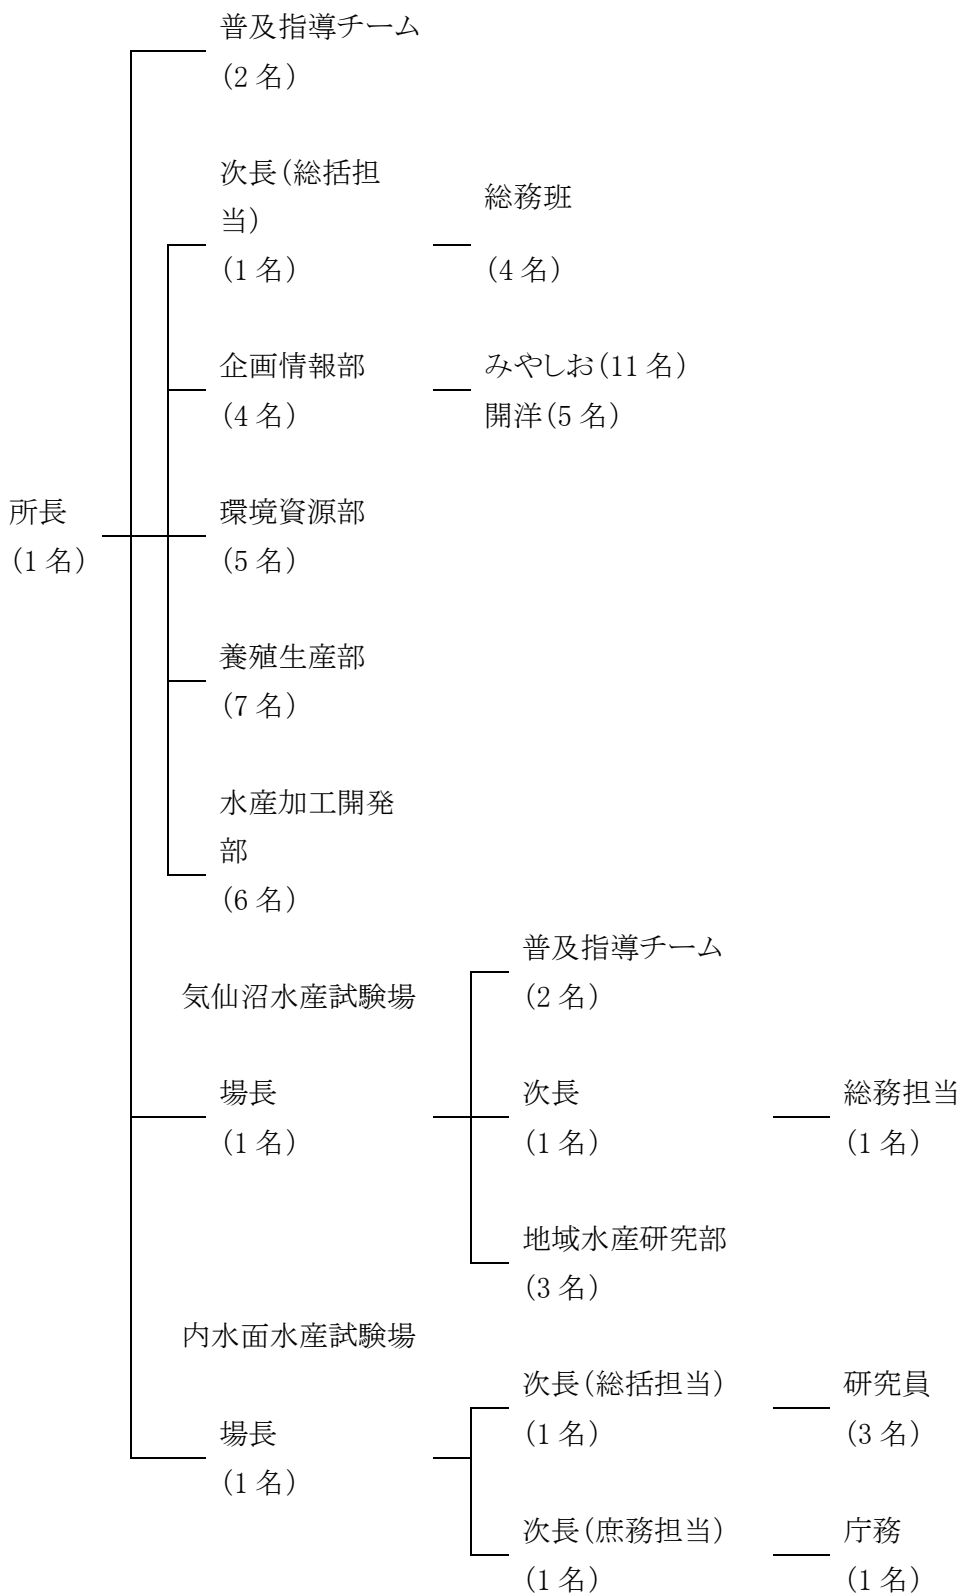 普及指導チーム
(2 名)
次長(総括担
当)
(1 名)
総務班
(4 名)
企画情報部
(4 名)
みやしお(11 名)
開洋(5 名)
所長
(1 名)
環境資源部
(5 名)
養殖生産部
(7 名)
水産加工開発
部
(6 名)
気仙沼水産試験場
普及指導チーム
(2 名)
場長
(1 名)
次長
(1 名)
総務担当
(1 名)
地域水産研究部
(3 名)
内水面水産試験場
場長
(1 名)
次長(総括担当)
(1 名)
研究員
(3 名)
次長(庶務担当)
(1 名)
庁務
(1 名)